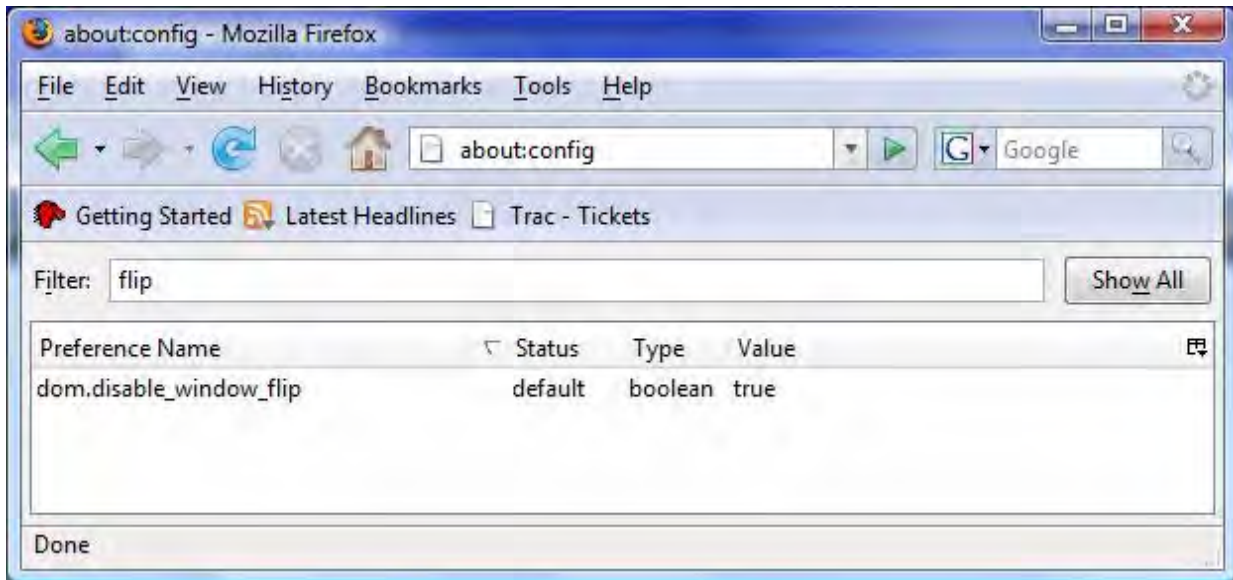 about:config - Mozilla Firefox
File Edit View History Bookmarks Tools Help
about:config G Google
Getting Started Latest Headlines Trac - Tickets
Filter: flip Show All
Preference Name Status Type Value
dom.disable_window_flip default boolean true
Done